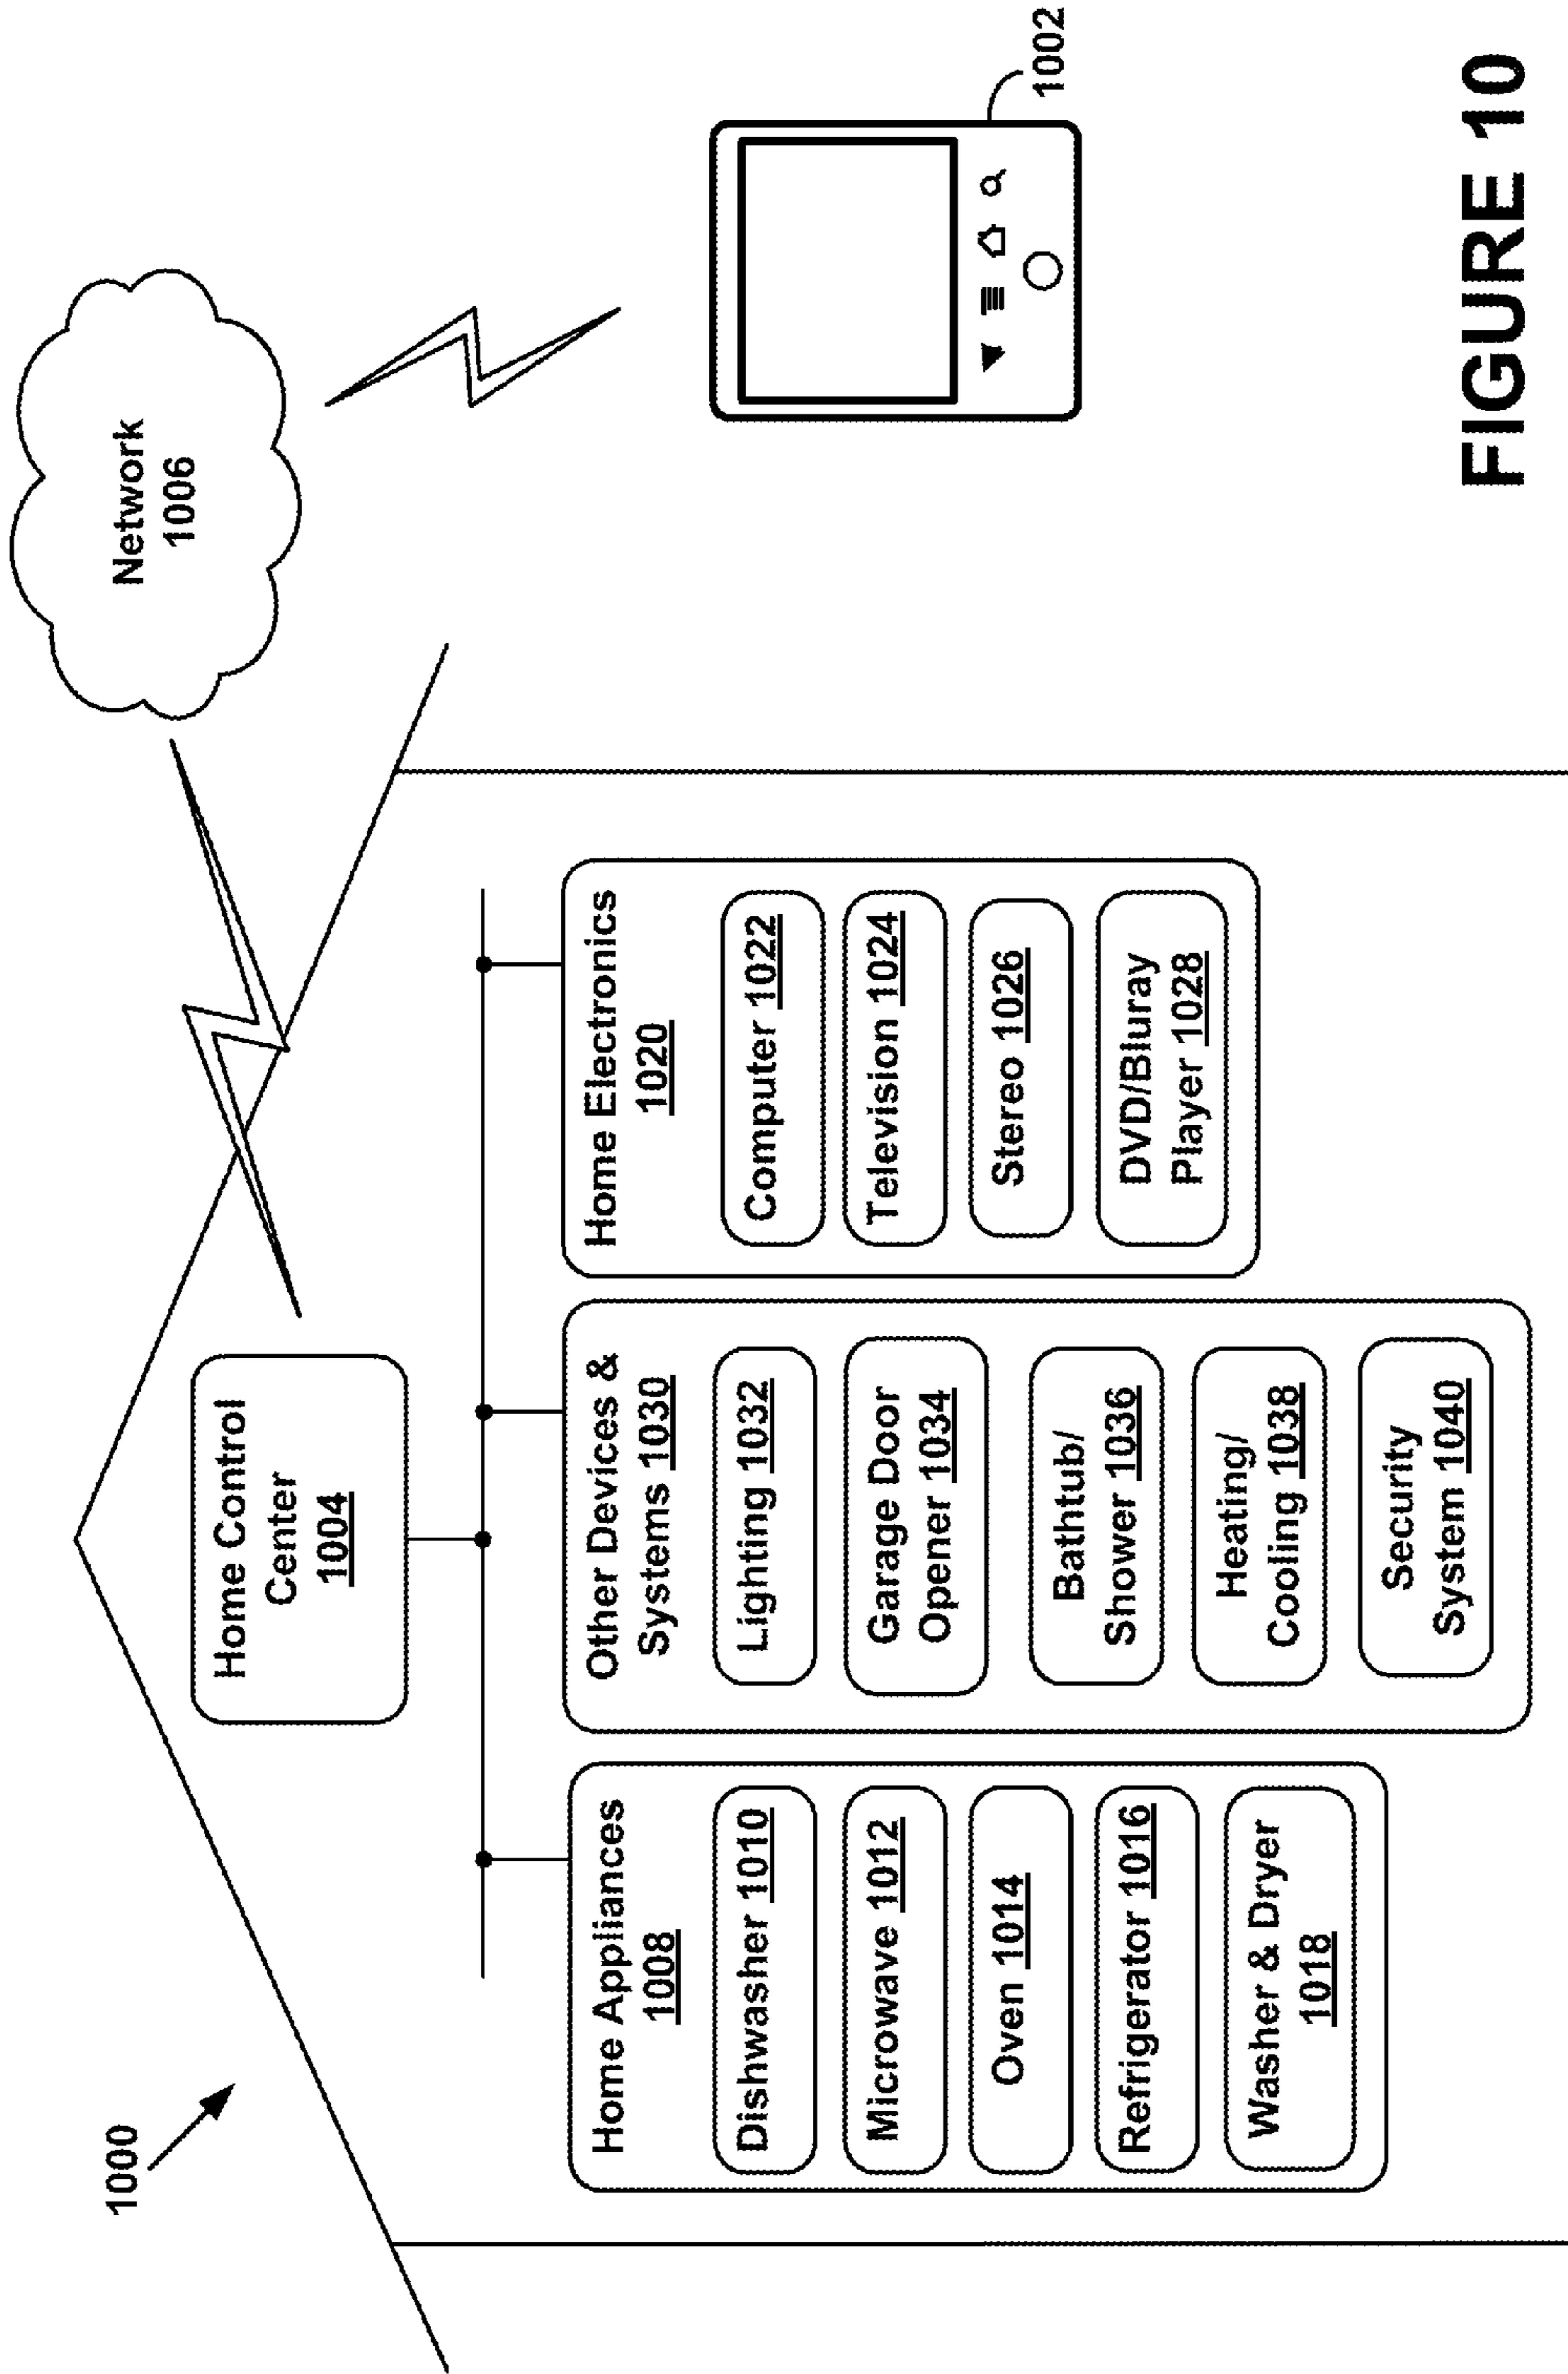 1000
Network
1006
Home Control
Center
1004
Home Appliances
1008
Dishwasher 1010
Microwave 1012
Oven 1014
Refrigerator 1016
Washer & Dryer
1018
Other Devices &
Systems 1030
Lighting 1032
Garage Door
Opener 1034
Bathtub/
Shower 1036
Heating/
Cooling 1038
Security
System 1040
Home Electronics
1020
Computer 1022
Television 1024
Stereo 1026
DVD/Bluray
Player 1028
1002
FIGURE 10